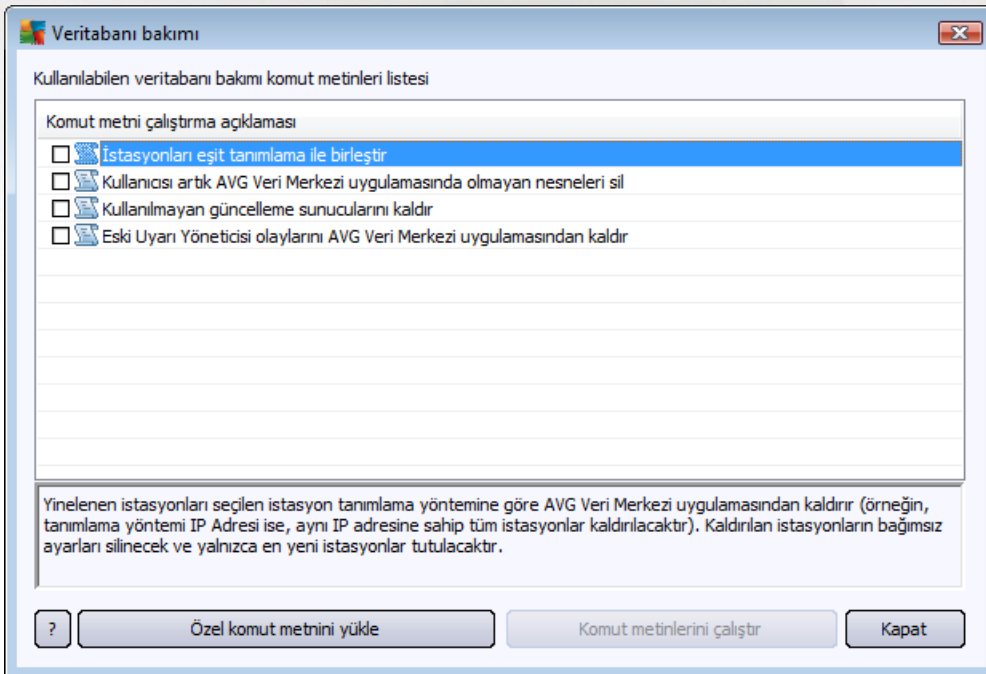 Veritabanı bakımı
Kullanılabilen veritabanı bakımı komut metinleri listesi
Komut metni çalıştırma açıklaması
İstasyonları eşit tanımlama ile birleştir
Kullanıcısı artık AVG Veri Merkezi uygulamasında olmayan nesneleri sil
Kullanılmayan güncelleme sunucularını kaldır
Eski Uyarı Yöneticisi olaylarını AVG Veri Merkezi uygulamasından kaldır
Yinelenen istasyonları seçilen istasyon tanımlama yöntemine göre AVG Veri Merkezi uygulamasından kaldırır (örneğin,
tanımlama yöntemi IP Adresi ise, aynı IP adresine sahip tüm istasyonlar kaldırılacaktır). Kaldırılan istasyonların bağımsız
ayarları silinecek ve yalnızca en yeni istasyonlar tutulacaktır.
? Özel komut metnini yükle Komut metinlerini çalıştır Kapat